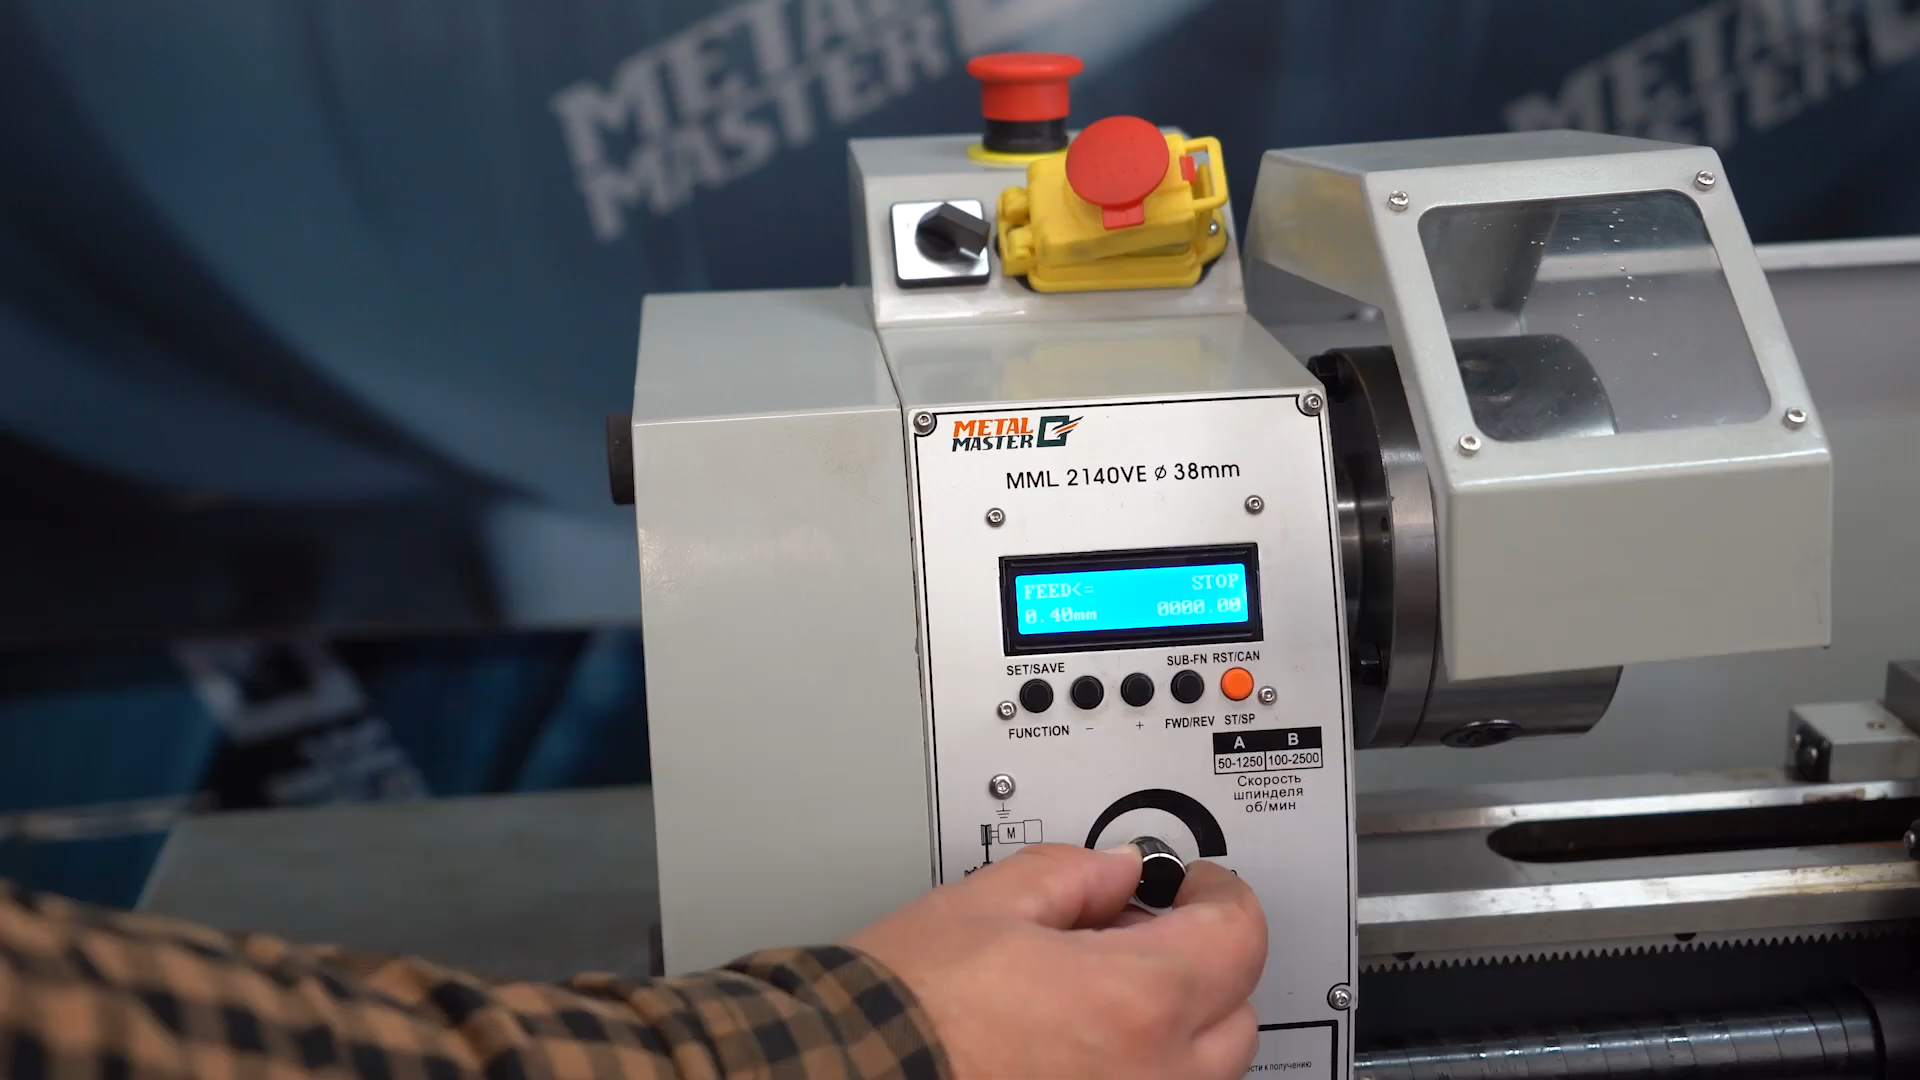 METAL
MASTER
METAL
MASTER
METAL
MASTER
MML 2140VE ⌀ 38mm
FEED<= STOP
0.40mm 0000.00
SET/SAVE SUB-FN RST/CAN
FUNCTION − + FWD/REV ST/SP
A B
50-1250 100-2500
Скорость
шпинделя
об/мин
M
к получению